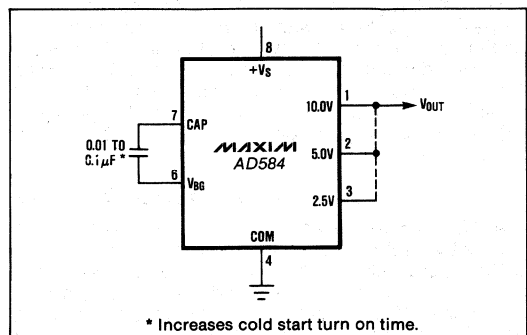 8
+VS
1
10.0V
VOUT
7
CAP
0.01 TO
0.1µF *
MAXIM
AD584
2
5.0V
6
VBG
3
2.5V
COM
4
* Increases cold start turn on time.